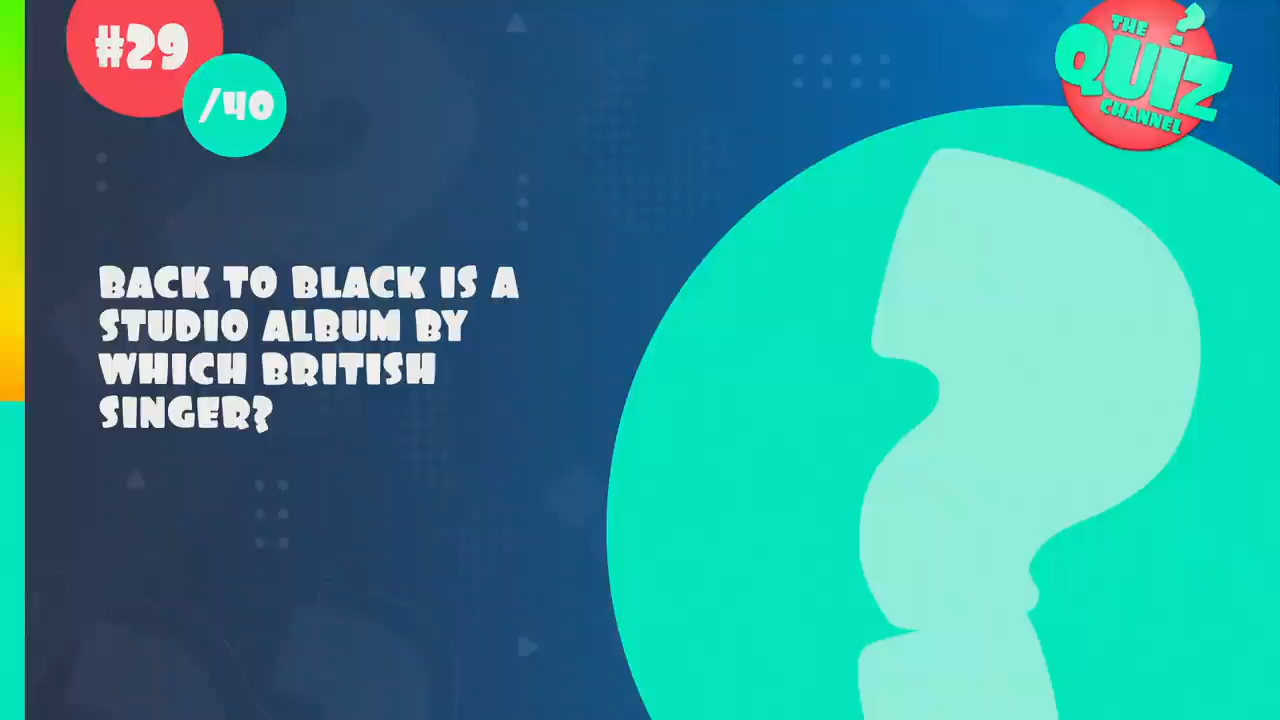 #29
/40
THE
QUIZ
CHANNEL
BACK TO BLACK IS A
STUDIO ALBUM BY
WHICH BRITISH
SINGER?